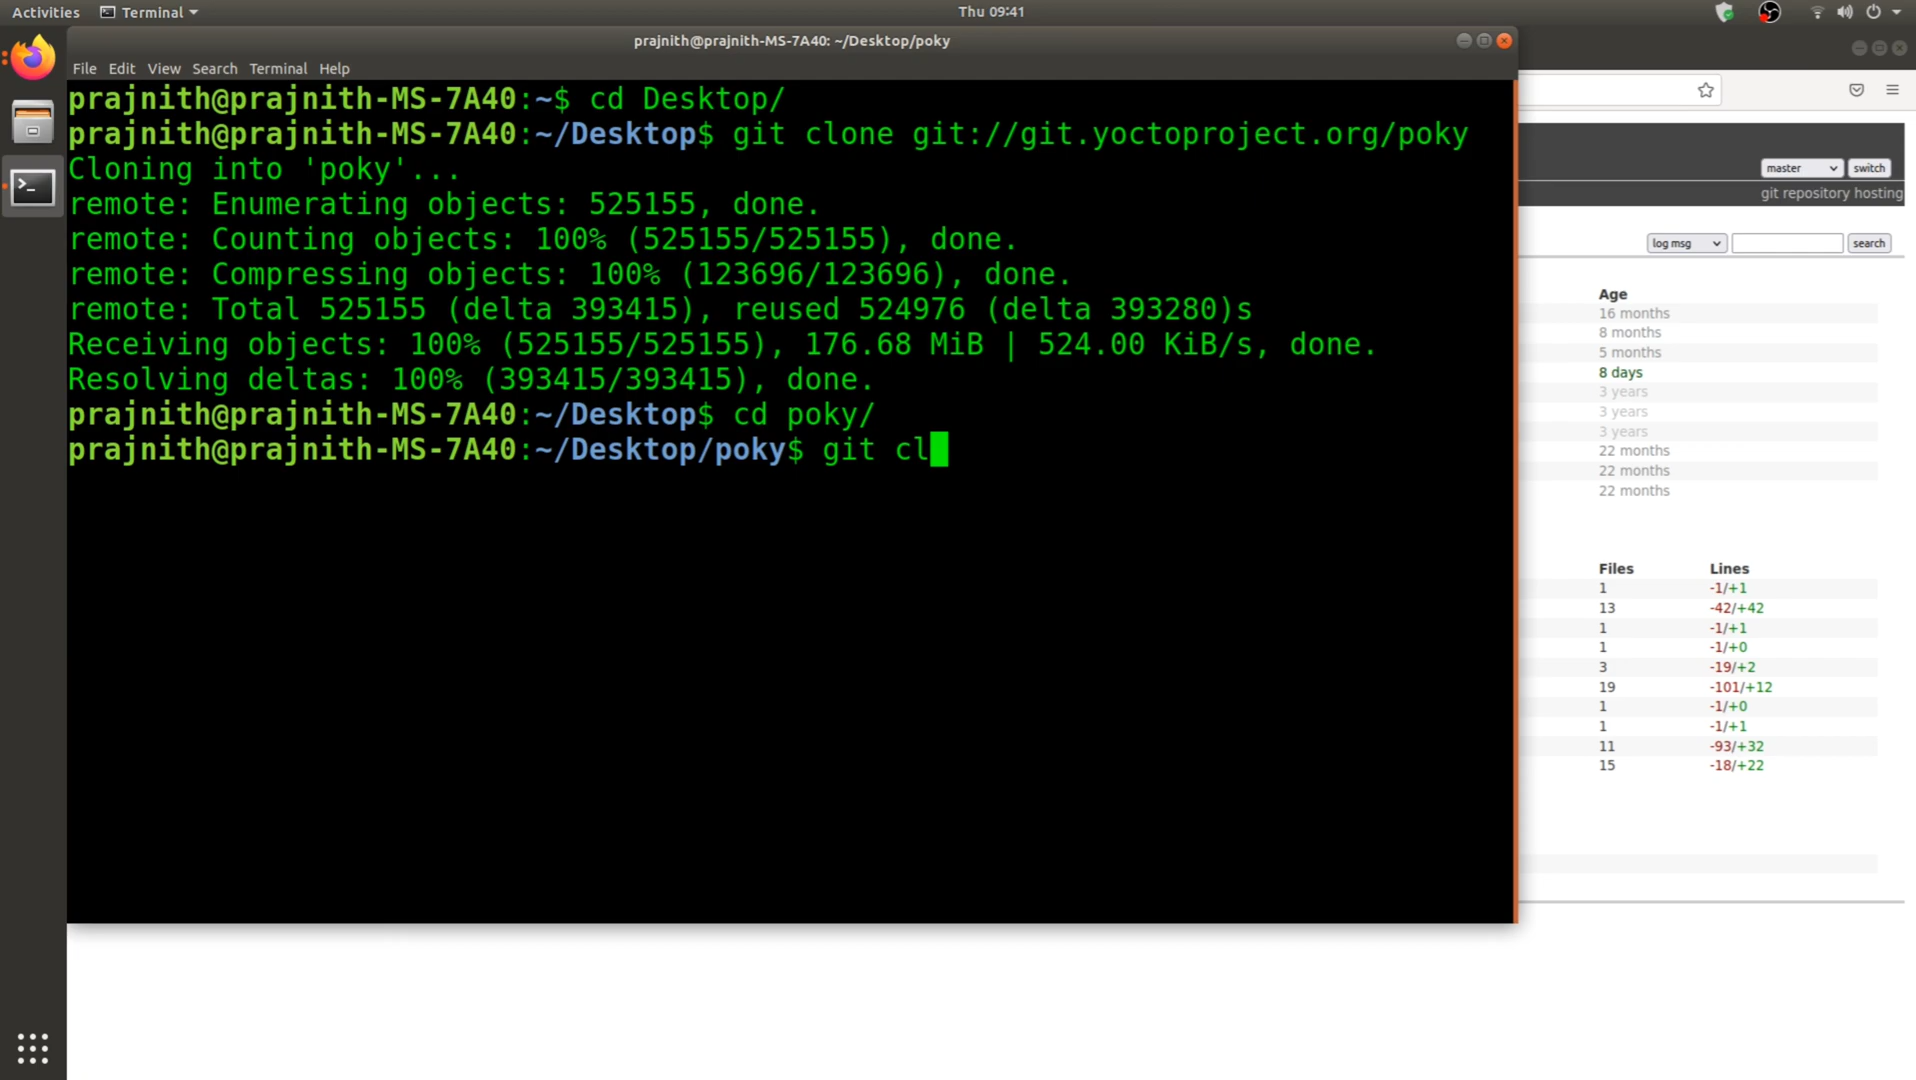 Activities Terminal Thu 09:41
prajnith@prajnith-MS-7A40: ~/Desktop/poky
File Edit View Search Terminal Help
prajnith@prajnith-MS-7A40:~$ cd Desktop/
prajnith@prajnith-MS-7A40:~/Desktop$ git clone git://git.yoctoproject.org/poky
Cloning into 'poky'...
remote: Enumerating objects: 525155, done.
remote: Counting objects: 100% (525155/525155), done.
remote: Compressing objects: 100% (123696/123696), done.
remote: Total 525155 (delta 393415), reused 524976 (delta 393280)s
Receiving objects: 100% (525155/525155), 176.68 MiB | 524.00 KiB/s, done.
Resolving deltas: 100% (393415/393415), done.
prajnith@prajnith-MS-7A40:~/Desktop$ cd poky/
prajnith@prajnith-MS-7A40:~/Desktop/poky$ git cl
master switch
git repository hosting
log msg search
Age
16 months
8 months
5 months
8 days
3 years
3 years
3 years
22 months
22 months
22 months
Files Lines
1 -1/+1
13 -42/+42
1 -1/+1
1 -1/+0
3 -19/+2
19 -101/+12
1 -1/+0
1 -1/+1
11 -93/+32
15 -18/+22